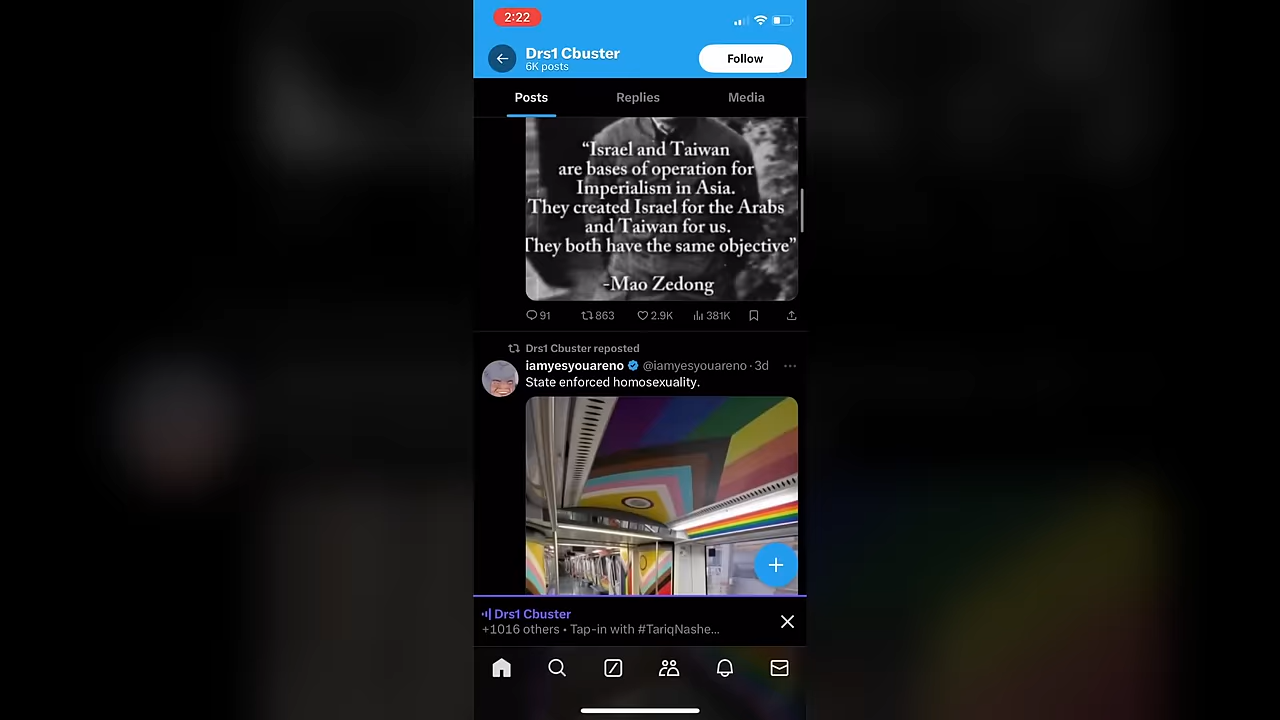 2:22
Drs1 Cbuster
6K posts
Follow
Posts
Replies
Media
“Israel and Taiwan
are bases of operation for
Imperialism in Asia.
They created Israel for the Arabs
and Taiwan for us.
They both have the same objective”
-Mao Zedong
91
863
2.9K
381K
Drs1 Cbuster reposted
iamyesyouareno @iamyesyouareno · 3d
State enforced homosexuality.
Drs1 Cbuster
+1016 others • Tap-in with #TariqNashe...